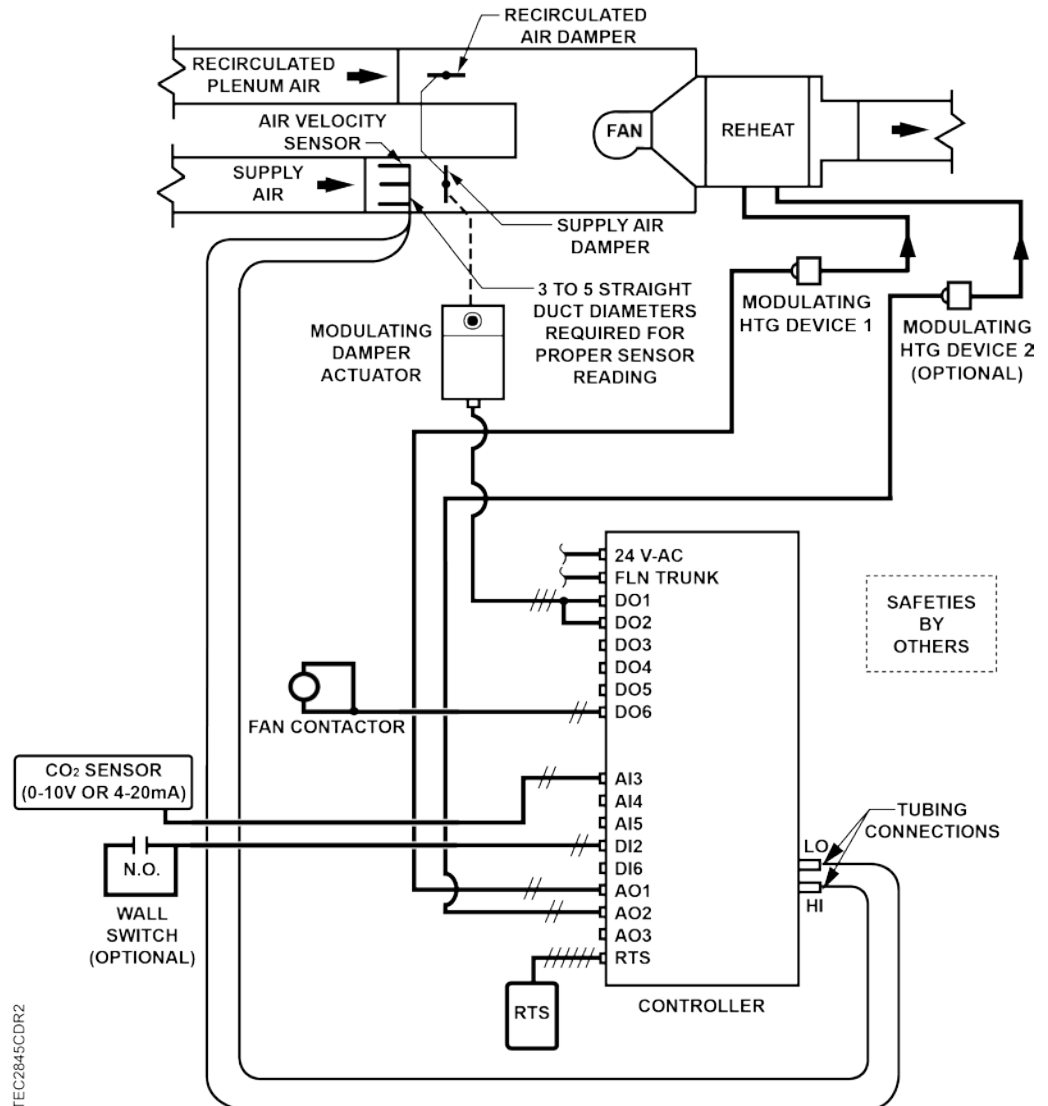 RECIRCULATED
AIR DAMPER
RECIRCULATED
PLENUM AIR
AIR VELOCITY
SENSOR
FAN
REHEAT
SUPPLY
AIR
SUPPLY AIR
DAMPER
3 TO 5 STRAIGHT
DUCT DIAMETERS
REQUIRED FOR
PROPER SENSOR
READING
MODULATING
DAMPER
ACTUATOR
MODULATING
HTG DEVICE 1
MODULATING
HTG DEVICE 2
(OPTIONAL)
24 V-AC
FLN TRUNK
DO1
DO2
DO3
DO4
DO5
DO6
SAFETIES
BY
OTHERS
FAN CONTACTOR
CO₂ SENSOR
(0-10V OR 4-20mA)
AI3
AI4
AI5
DI2
DI6
AO1
AO2
AO3
RTS
TUBING
CONNECTIONS
LO
HI
N.O.
WALL
SWITCH
(OPTIONAL)
RTS
CONTROLLER
TEC2845CDR2